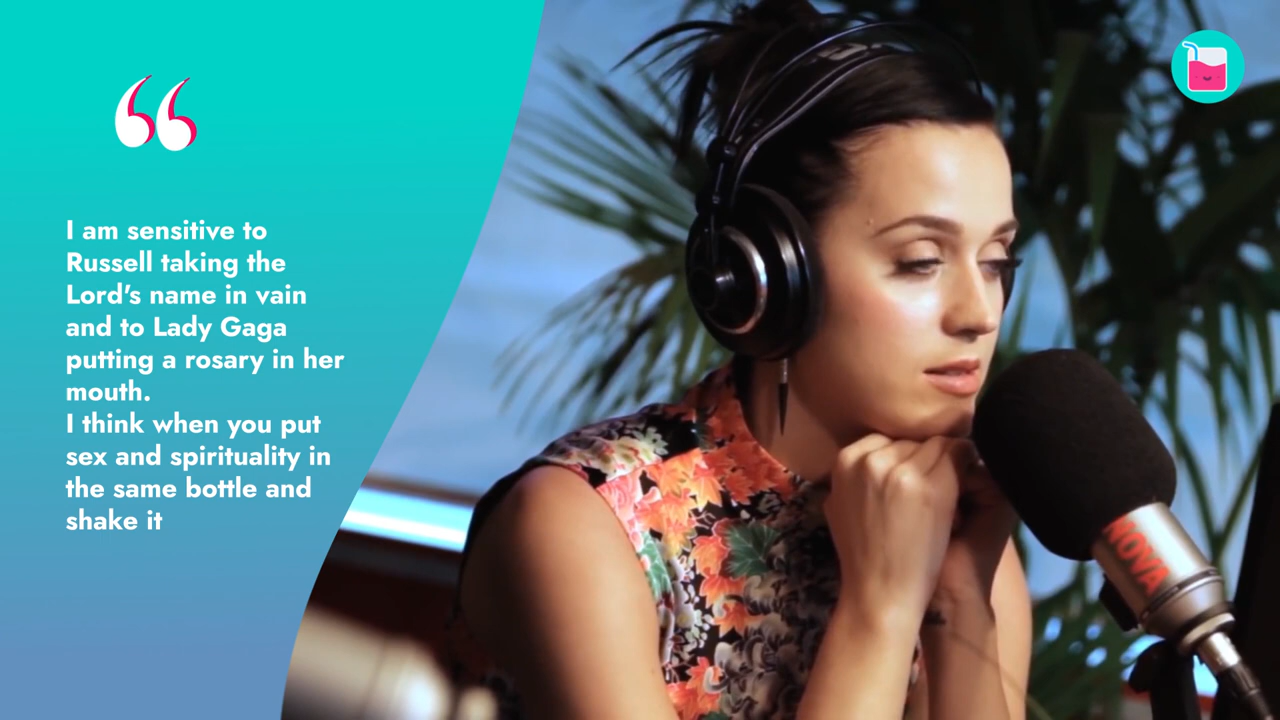 “
I am sensitive to
Russell taking the
Lord's name in vain
and to Lady Gaga
putting a rosary in her
mouth.
I think when you put
sex and spirituality in
the same bottle and
shake it
NOVA